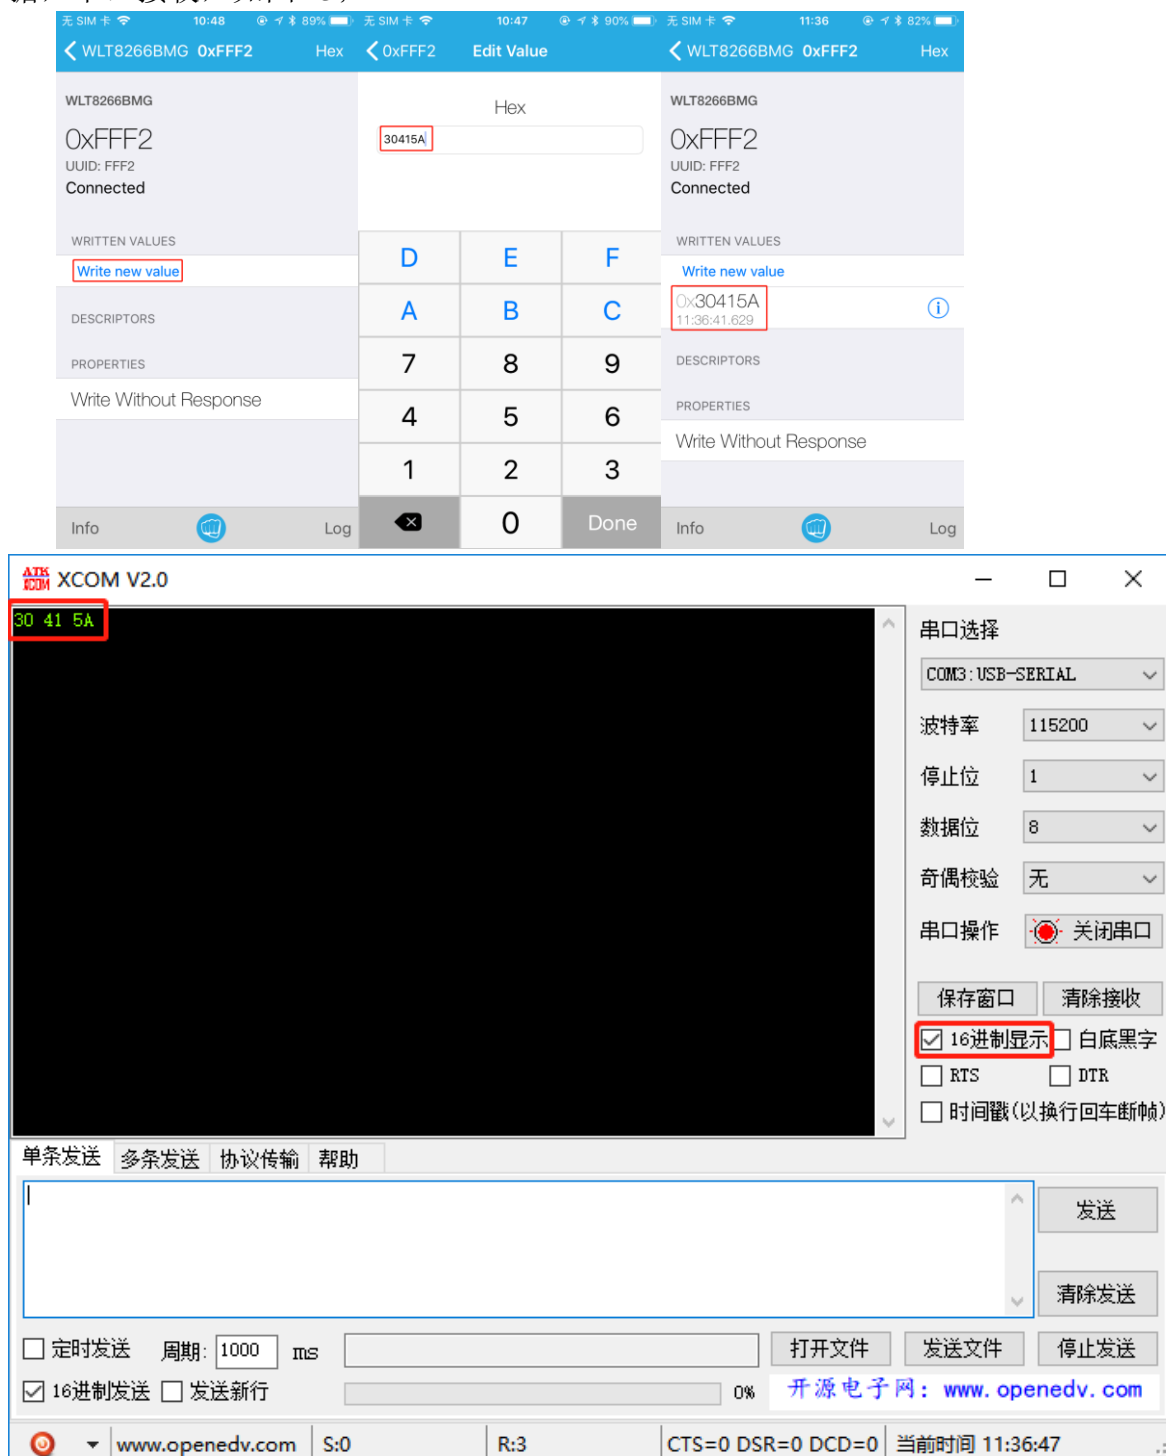 无 SIM 卡 10:48 89%
WLT8266BMG 0xFFF2 Hex
WLT8266BMG
0xFFF2
UUID: FFF2
Connected
WRITTEN VALUES
Write new value
DESCRIPTORS
PROPERTIES
Write Without Response
Info Log
无 SIM 卡 10:47 90%
0xFFF2 Edit Value
Hex
30415A
D E F
A B C
7 8 9
4 5 6
1 2 3
0 Done
无 SIM 卡 11:36 82%
WLT8266BMG 0xFFF2 Hex
WLT8266BMG
0xFFF2
UUID: FFF2
Connected
WRITTEN VALUES
Write new value
0x30415A
11:36:41.629
DESCRIPTORS
PROPERTIES
Write Without Response
Info Log
ATK XCOM XCOM V2.0
30 41 5A
串口选择
COM3:USB-SERIAL
波特率 115200
停止位 1
数据位 8
奇偶校验 无
串口操作 关闭串口
保存窗口 清除接收
16进制显示 白底黑字
RTS DTR
时间戳(以换行回车断帧)
单条发送 多条发送 协议传输 帮助
发送
清除发送
定时发送 周期: 1000 ms 打开文件 发送文件 停止发送
16进制发送 发送新行 0% 开源电子网：www.openedv.com
www.openedv.com S:0 R:3 CTS=0 DSR=0 DCD=0 当前时间 11:36:47